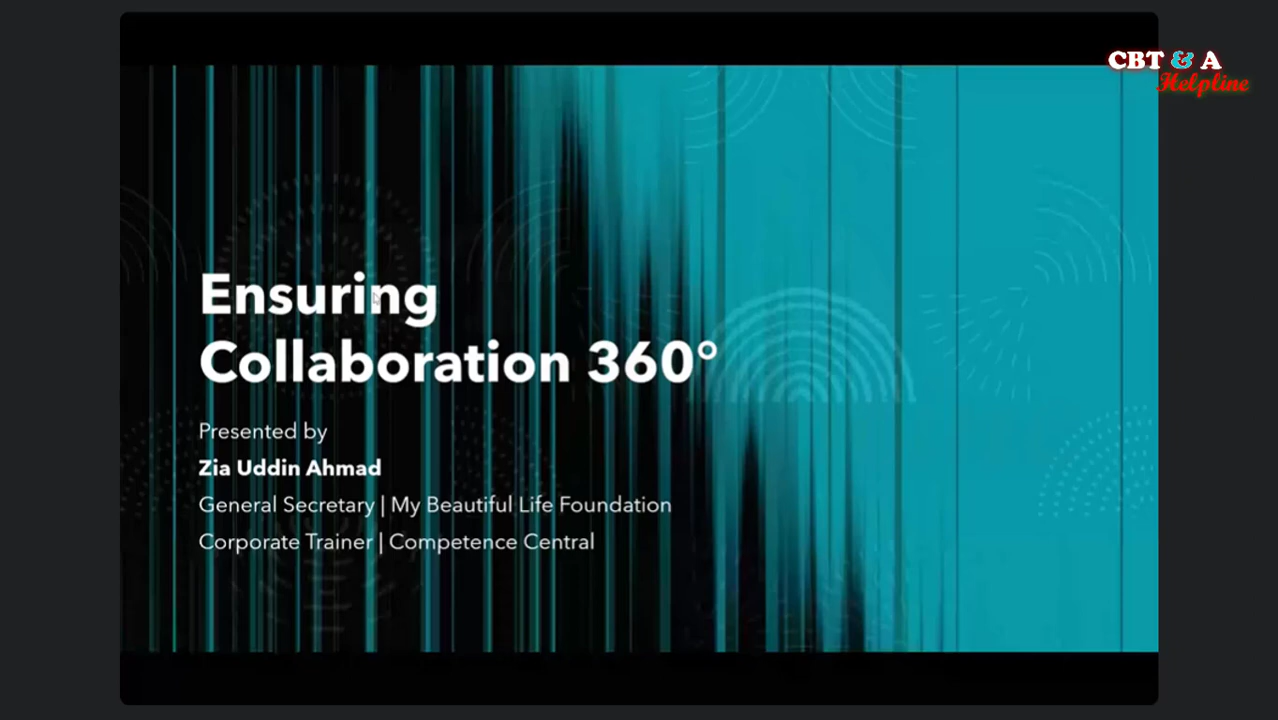 CBT & A
Helpline
Ensuring
Collaboration 360°
Presented by
Zia Uddin Ahmad
General Secretary | My Beautiful Life Foundation
Corporate Trainer | Competence Central